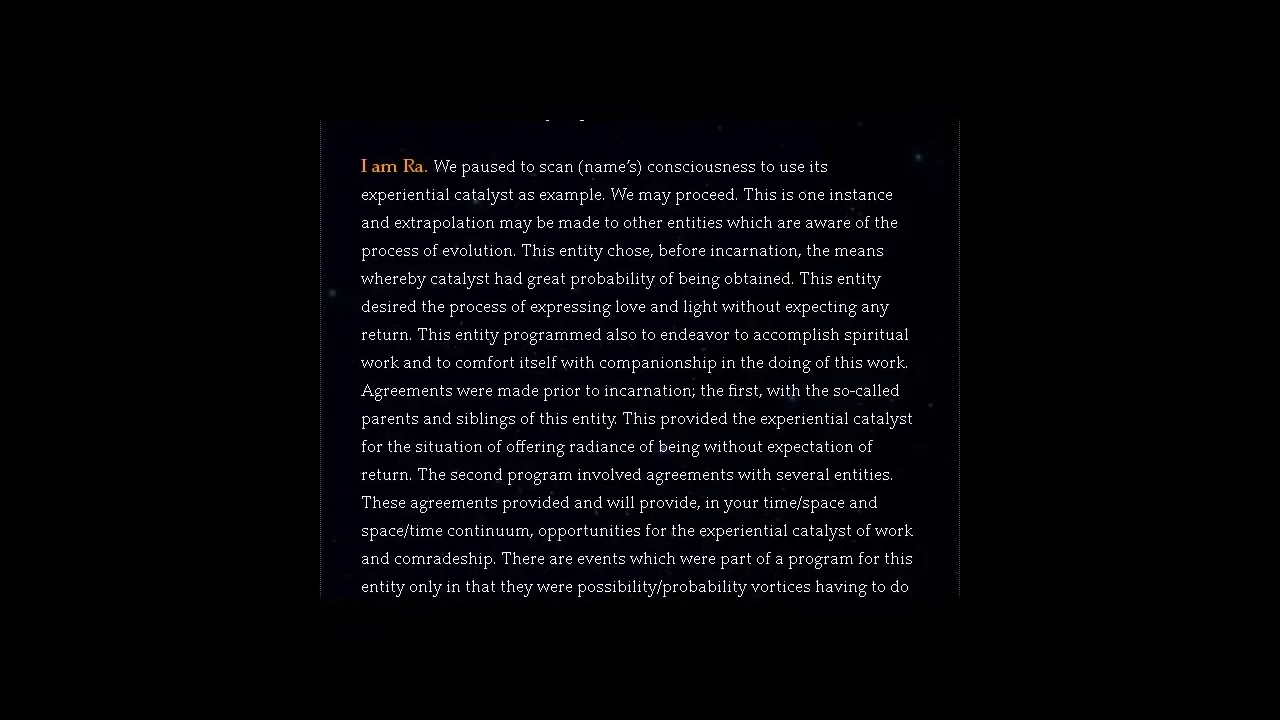 I am Ra. We paused to scan (name's) consciousness to use its
experiential catalyst as example. We may proceed. This is one instance
and extrapolation may be made to other entities which are aware of the
process of evolution. This entity chose, before incarnation, the means
whereby catalyst had great probability of being obtained. This entity
desired the process of expressing love and light without expecting any
return. This entity programmed also to endeavor to accomplish spiritual
work and to comfort itself with companionship in the doing of this work.
Agreements were made prior to incarnation; the first, with the so-called
parents and siblings of this entity. This provided the experiential catalyst
for the situation of offering radiance of being without expectation of
return. The second program involved agreements with several entities.
These agreements provided and will provide, in your time/space and
space/time continuum, opportunities for the experiential catalyst of work
and comradeship. There are events which were part of a program for this
entity only in that they were possibility/probability vortices having to do